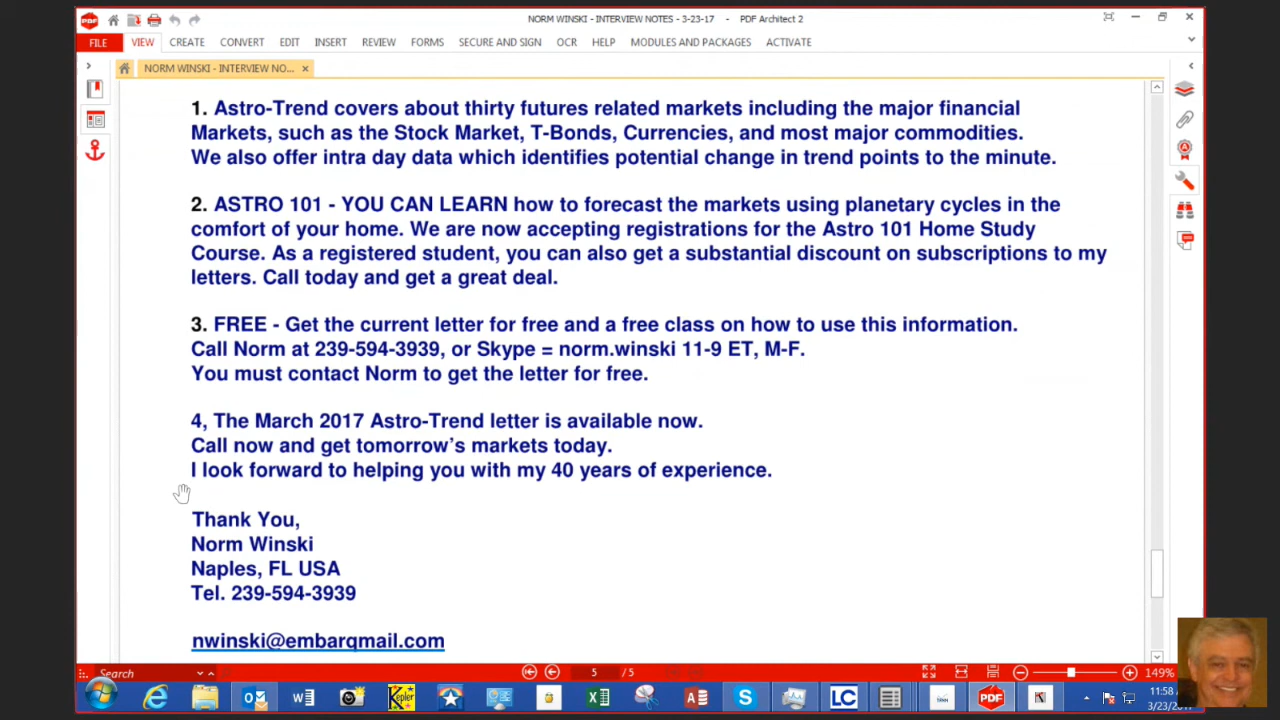 NORM WINSKI - INTERVIEW NOTES - 3-23-17 - PDF Architect 2
FILE VIEW CREATE CONVERT EDIT INSERT REVIEW FORMS SECURE AND SIGN OCR HELP MODULES AND PACKAGES ACTIVATE
NORM WINSKI - INTERVIEW NO... ×
1. Astro-Trend covers about thirty futures related markets including the major financial
Markets, such as the Stock Market, T-Bonds, Currencies, and most major commodities.
We also offer intra day data which identifies potential change in trend points to the minute.
2. ASTRO 101 - YOU CAN LEARN how to forecast the markets using planetary cycles in the
comfort of your home. We are now accepting registrations for the Astro 101 Home Study
Course. As a registered student, you can also get a substantial discount on subscriptions to my
letters. Call today and get a great deal.
3. FREE - Get the current letter for free and a free class on how to use this information.
Call Norm at 239-594-3939, or Skype = norm.winski 11-9 ET, M-F.
You must contact Norm to get the letter for free.
4, The March 2017 Astro-Trend letter is available now.
Call now and get tomorrow’s markets today.
I look forward to helping you with my 40 years of experience.
Thank You,
Norm Winski
Naples, FL USA
Tel. 239-594-3939
nwinski@embarqmail.com
Search 5 /5 149%
Kepler LC PDF K 11:58